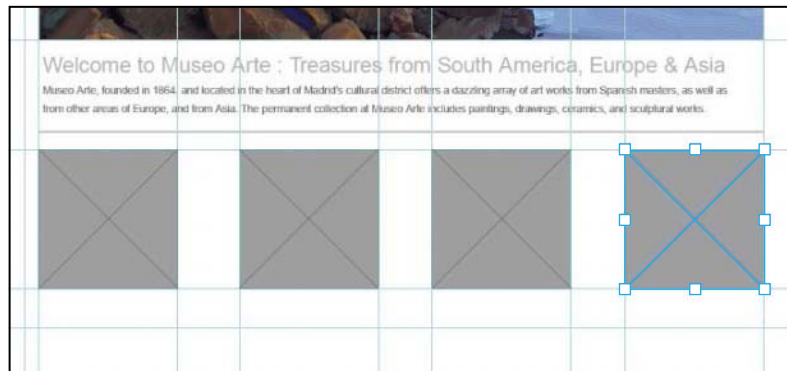 Welcome to Museo Arte : Treasures from South America, Europe & Asia
Museo Arte, founded in 1864, and located in the heart of Madrid's cultural district offers a dazzling array of art works from Spanish masters, as well as
from other areas of Europe, and from Asia. The permanent collection at Museo Arte includes paintings, drawings, ceramics, and sculptural works.